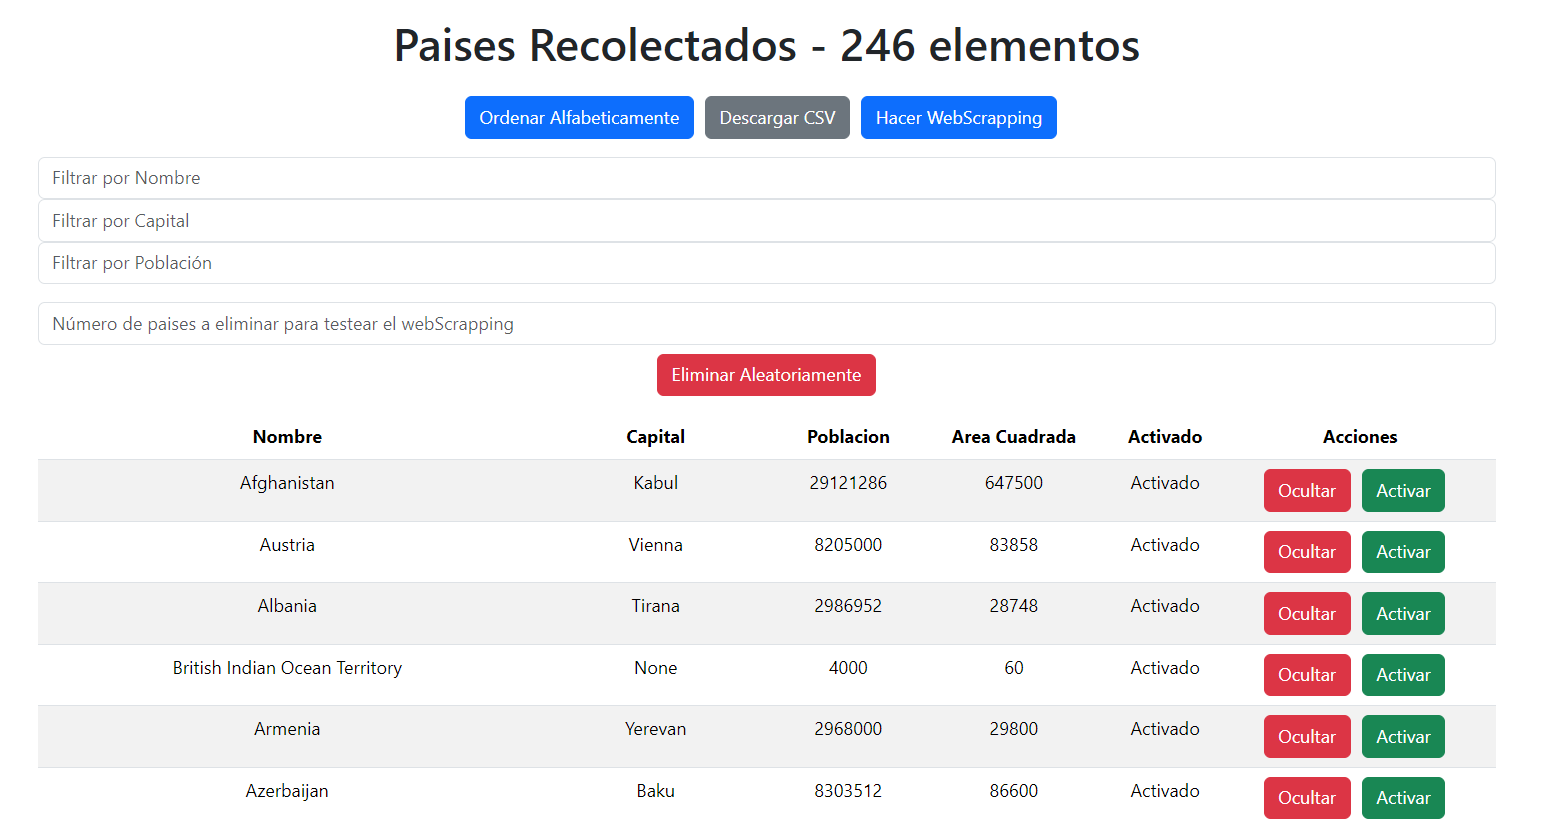 Paises Recolectados - 246 elementos
Ordenar Alfabeticamente Descargar CSV Hacer WebScrapping
Filtrar por Nombre
Filtrar por Capital
Filtrar por Población
Número de paises a eliminar para testear el webScrapping
Eliminar Aleatoriamente
Nombre Capital Poblacion Area Cuadrada Activado Acciones
Afghanistan Kabul 29121286 647500 Activado Ocultar Activar
Austria Vienna 8205000 83858 Activado Ocultar Activar
Albania Tirana 2986952 28748 Activado Ocultar Activar
British Indian Ocean Territory None 4000 60 Activado Ocultar Activar
Armenia Yerevan 2968000 29800 Activado Ocultar Activar
Azerbaijan Baku 8303512 86600 Activado Ocultar Activar